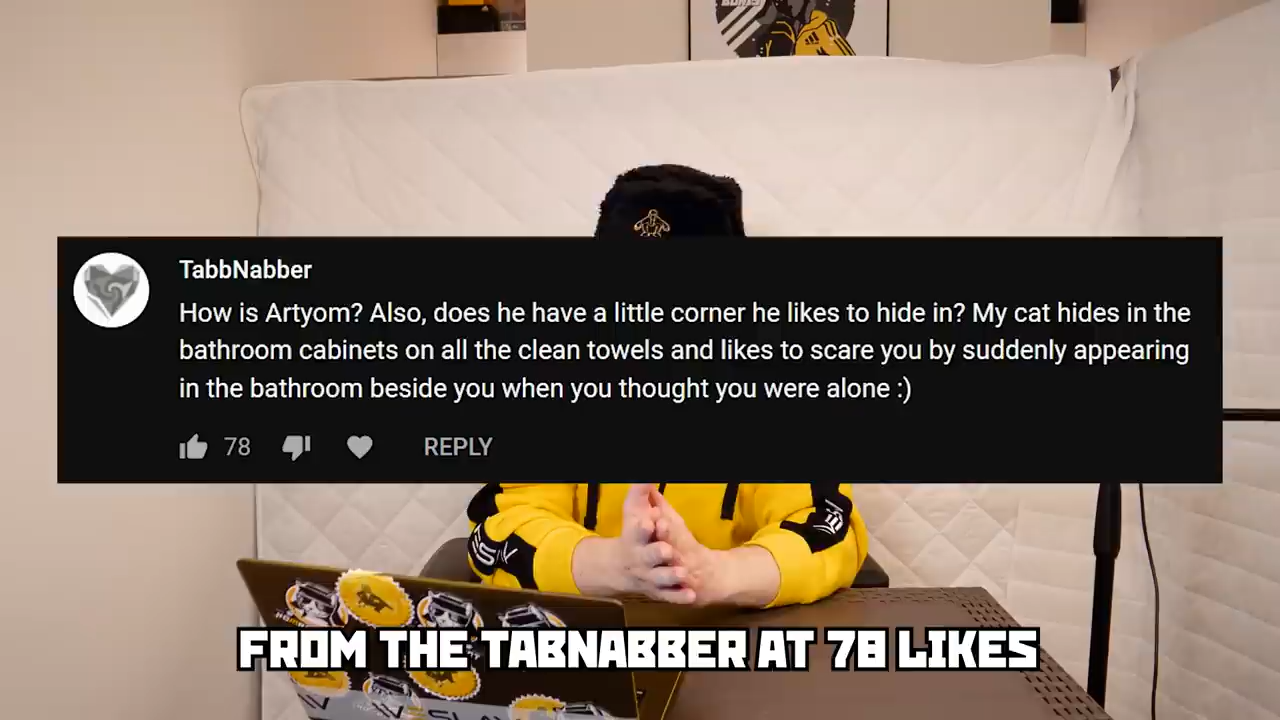 TabbNabber
How is Artyom? Also, does he have a little corner he likes to hide in? My cat hides in the
bathroom cabinets on all the clean towels and likes to scare you by suddenly appearing
in the bathroom beside you when you thought you were alone :)
78
REPLY
FROM THE TABNABBER AT 78 LIKES